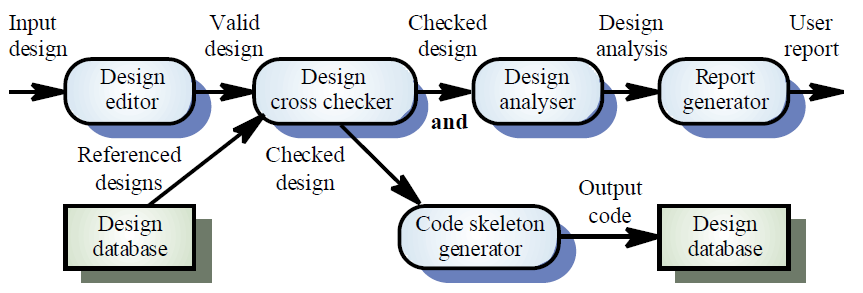 Input
design
Valid
design
Checked
design
Design
analysis
User
report
Design
editor
Design
cross checker
Design
analyser
Report
generator
and
Referenced
designs
Checked
design
Output
code
Design
database
Code skeleton
generator
Design
database